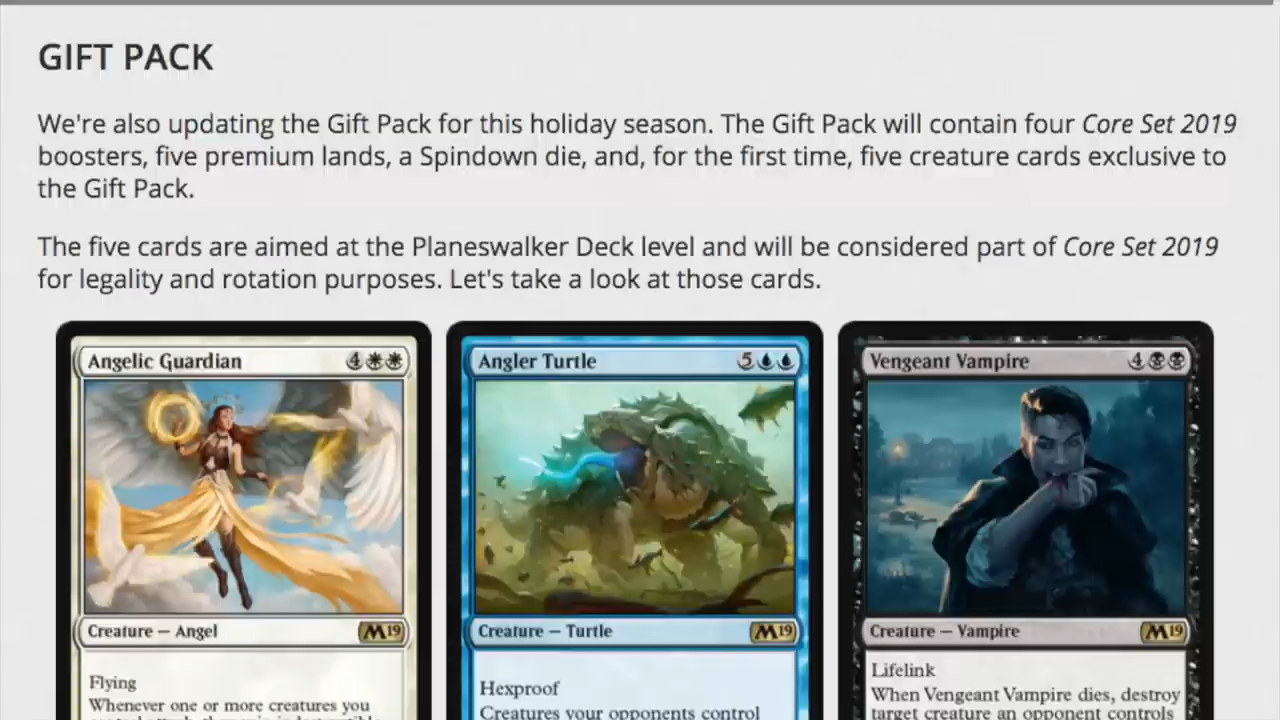 GIFT PACK
We're also updating the Gift Pack for this holiday season. The Gift Pack will contain four Core Set 2019
boosters, five premium lands, a Spindown die, and, for the first time, five creature cards exclusive to
the Gift Pack.
The five cards are aimed at the Planeswalker Deck level and will be considered part of Core Set 2019
for legality and rotation purposes. Let's take a look at those cards.
Angelic Guardian 4
Creature — Angel M19
Flying
Whenever one or more creatures you
Angler Turtle 5
Creature — Turtle M19
Hexproof
Creatures your opponents control
Vengeant Vampire 4
Creature — Vampire M19
Lifelink
When Vengeant Vampire dies, destroy
target creature an opponent controls